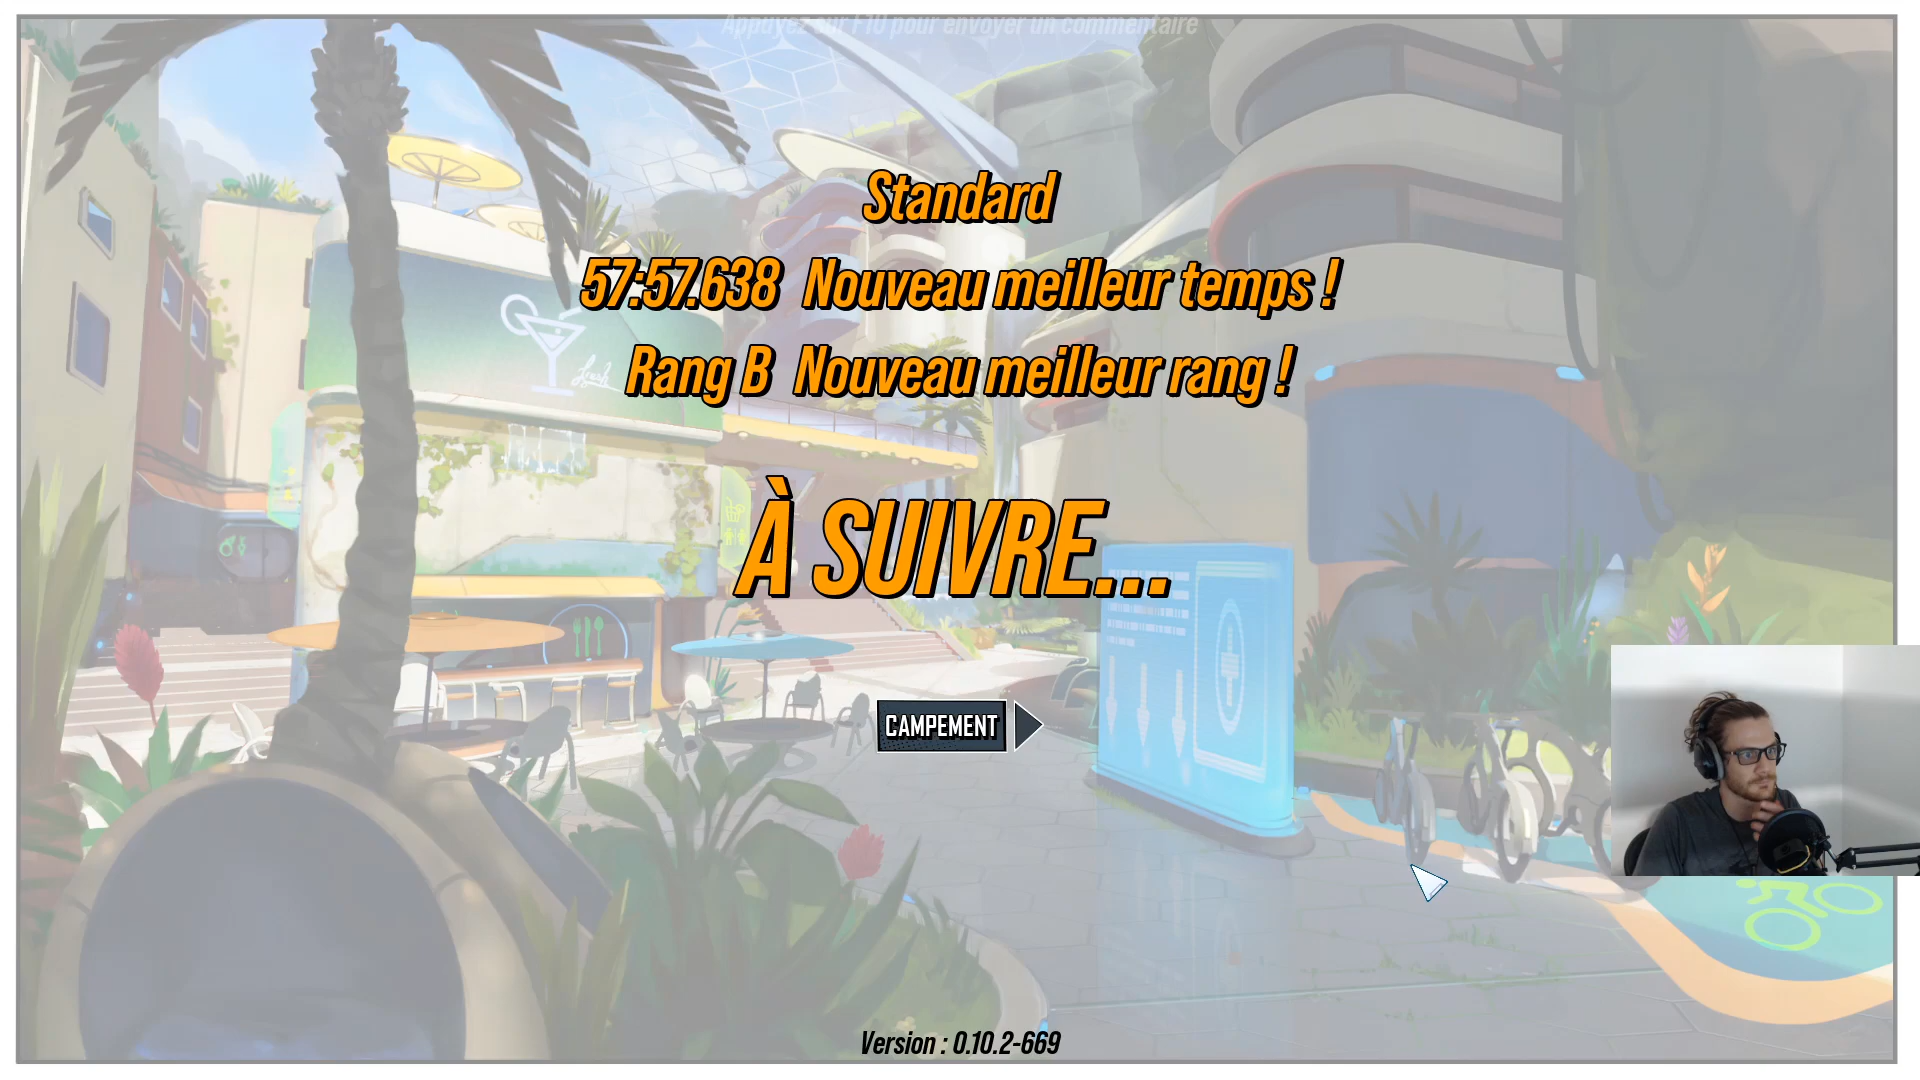 Appuyez sur F10 pour envoyer un commentaire
Standard
57:57.638 Nouveau meilleur temps !
Rang B Nouveau meilleur rang !
À SUIVRE...
CAMPEMENT
Version : 0.10.2-669